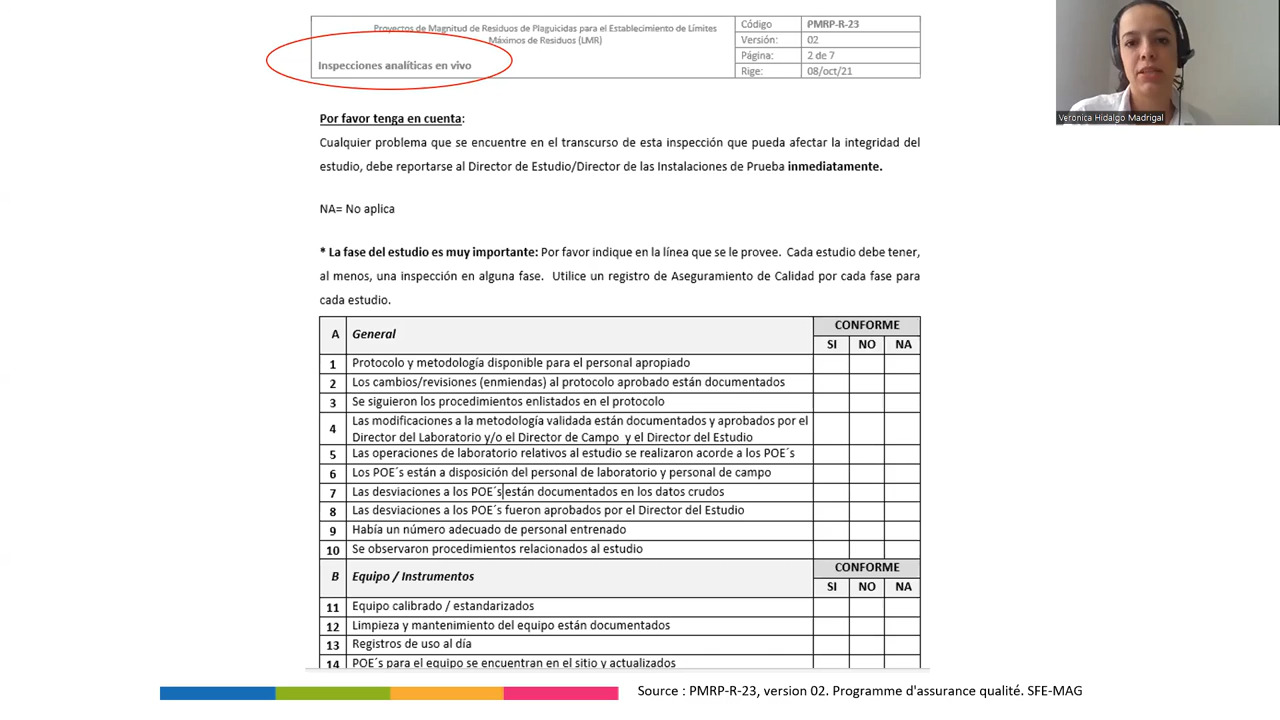 Proyectos de Magnitud de Residuos de Plaguicidas para el Establecimiento de Límites
Máximos de Residuos (LMR)
Inspecciones analíticas en vivo
Código PMRP-R-23
Versión: 02
Página: 2 de 7
Rige: 08/oct/21
Veronica Hidalgo Madrigal
Por favor tenga en cuenta:
Cualquier problema que se encuentre en el transcurso de esta inspección que pueda afectar la integridad del
estudio, debe reportarse al Director de Estudio/Director de las Instalaciones de Prueba inmediatamente.
NA= No aplica
* La fase del estudio es muy importante: Por favor indique en la línea que se le provee. Cada estudio debe tener,
al menos, una inspección en alguna fase. Utilice un registro de Aseguramiento de Calidad por cada fase para
cada estudio.
A General CONFORME
SI NO NA
1 Protocolo y metodología disponible para el personal apropiado
2 Los cambios/revisiones (enmiendas) al protocolo aprobado están documentados
3 Se siguieron los procedimientos enlistados en el protocolo
4 Las modificaciones a la metodología validada están documentados y aprobados por el
Director del Laboratorio y/o el Director de Campo y el Director del Estudio
5 Las operaciones de laboratorio relativos al estudio se realizaron acorde a los POE´s
6 Los POE´s están a disposición del personal de laboratorio y personal de campo
7 Las desviaciones a los POE´s están documentados en los datos crudos
8 Las desviaciones a los POE´s fueron aprobados por el Director del Estudio
9 Había un número adecuado de personal entrenado
10 Se observaron procedimientos relacionados al estudio
B Equipo / Instrumentos CONFORME
SI NO NA
11 Equipo calibrado / estandarizados
12 Limpieza y mantenimiento del equipo están documentados
13 Registros de uso al día
14 POE´s para el equipo se encuentran en el sitio y actualizados
Source : PMRP-R-23, version 02. Programme d'assurance qualité. SFE-MAG